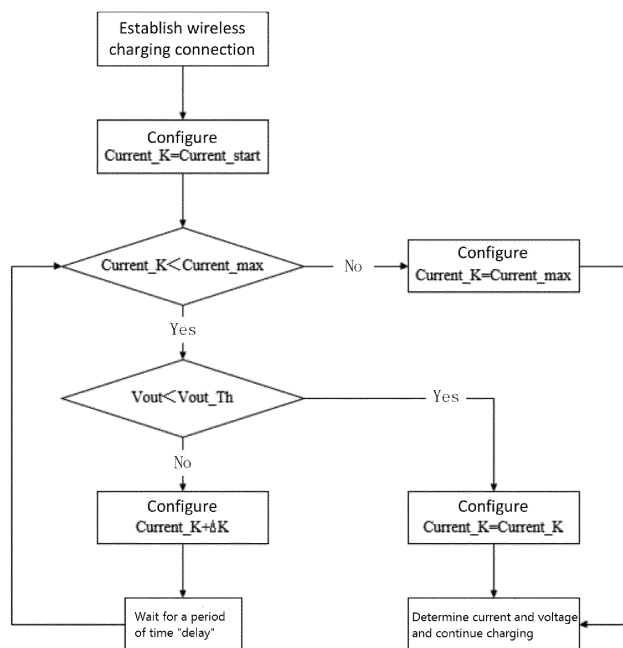 Establish wireless
charging connection
Configure
Current_K=Current_start
Current_K<Current_max
No
Configure
Current_K=Current_max
Yes
Vout<Vout_Th
Yes
No
Configure
Current_K+ΔK
Configure
Current_K=Current_K
Wait for a period
of time "delay"
Determine current and voltage
and continue charging